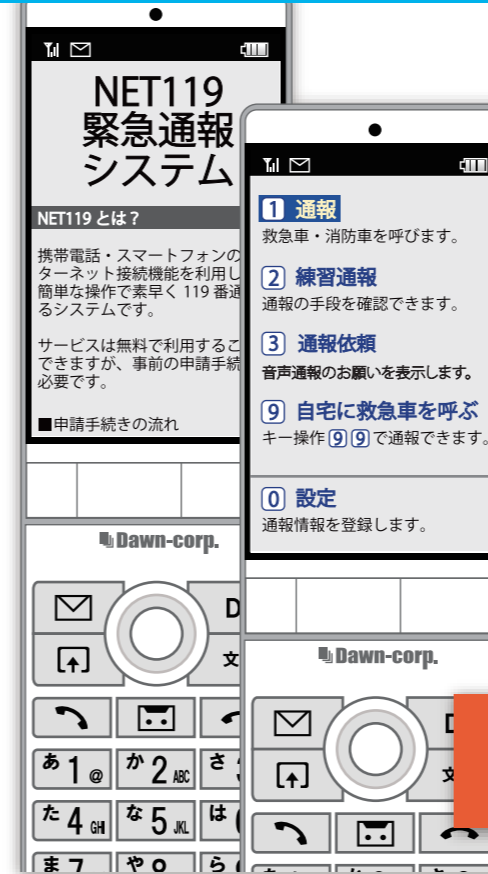 NET119
緊急通報
システム
NET119 とは？
携帯電話・スマートフォンの
ターネット接続機能を利用し
簡単な操作で素早く 119 番通
るシステムです。
サービスは無料で利用するこ
できますが、事前の申請手続
必要です。
■申請手続きの流れ
Dawn-corp.
D
文
あ 1 @
か 2 ABC
さ
た 4 GHI
な 5 JKL
は
ま 7
や 8
ら
1 通報
救急車・消防車を呼びます。
2 練習通報
通報の手段を確認できます。
3 通報依頼
音声通報のお願いを表示します。
9 自宅に救急車を呼ぶ
キー操作 9 9 で通報できます。
0 設定
通報情報を登録します。
Dawn-corp.